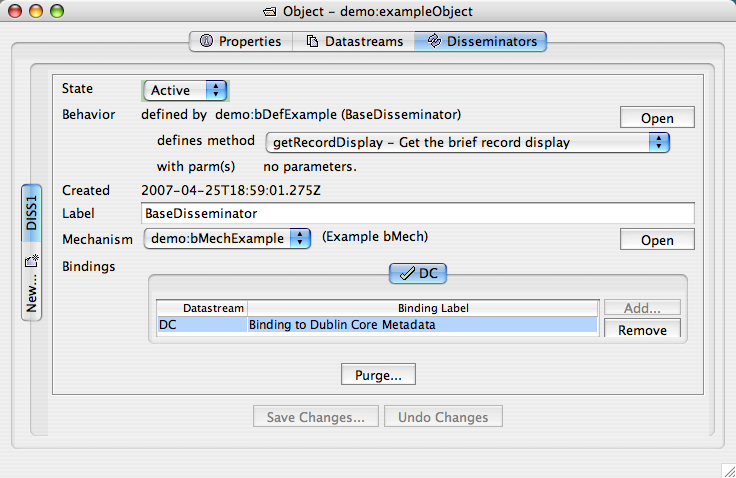 Object – demo:exampleObject
Properties Datastreams Disseminators
State Active
Behavior defined by demo:bDefExample (BaseDisseminator) Open
defines method getRecordDisplay – Get the brief record display
with parm(s) no parameters.
Created 2007-04-25T18:59:01.275Z
Label BaseDisseminator
Mechanism demo:bMechExample (Example bMech) Open
Bindings
DC
Datastream Binding Label Add...
DC Binding to Dublin Core Metadata Remove
Purge...
Save Changes... Undo Changes
DISS1
New...